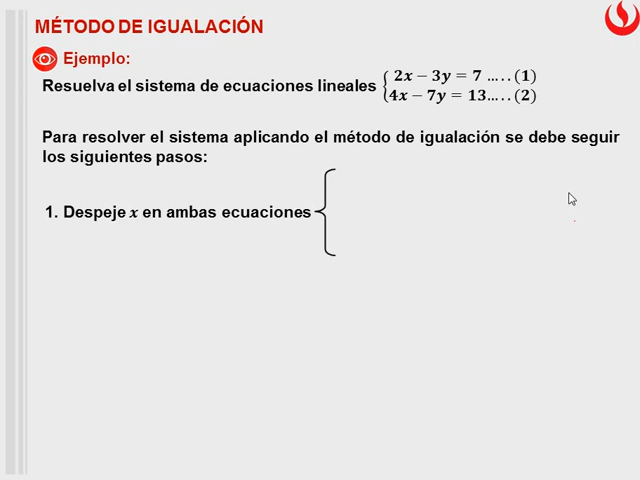 MÉTODO DE IGUALACIÓN
Ejemplo:
Resuelva el sistema de ecuaciones lineales { 2x − 3y = 7 ..... (1)
4x − 7y = 13..... (2)
Para resolver el sistema aplicando el método de igualación se debe seguir
los siguientes pasos:
1. Despeje x en ambas ecuaciones {